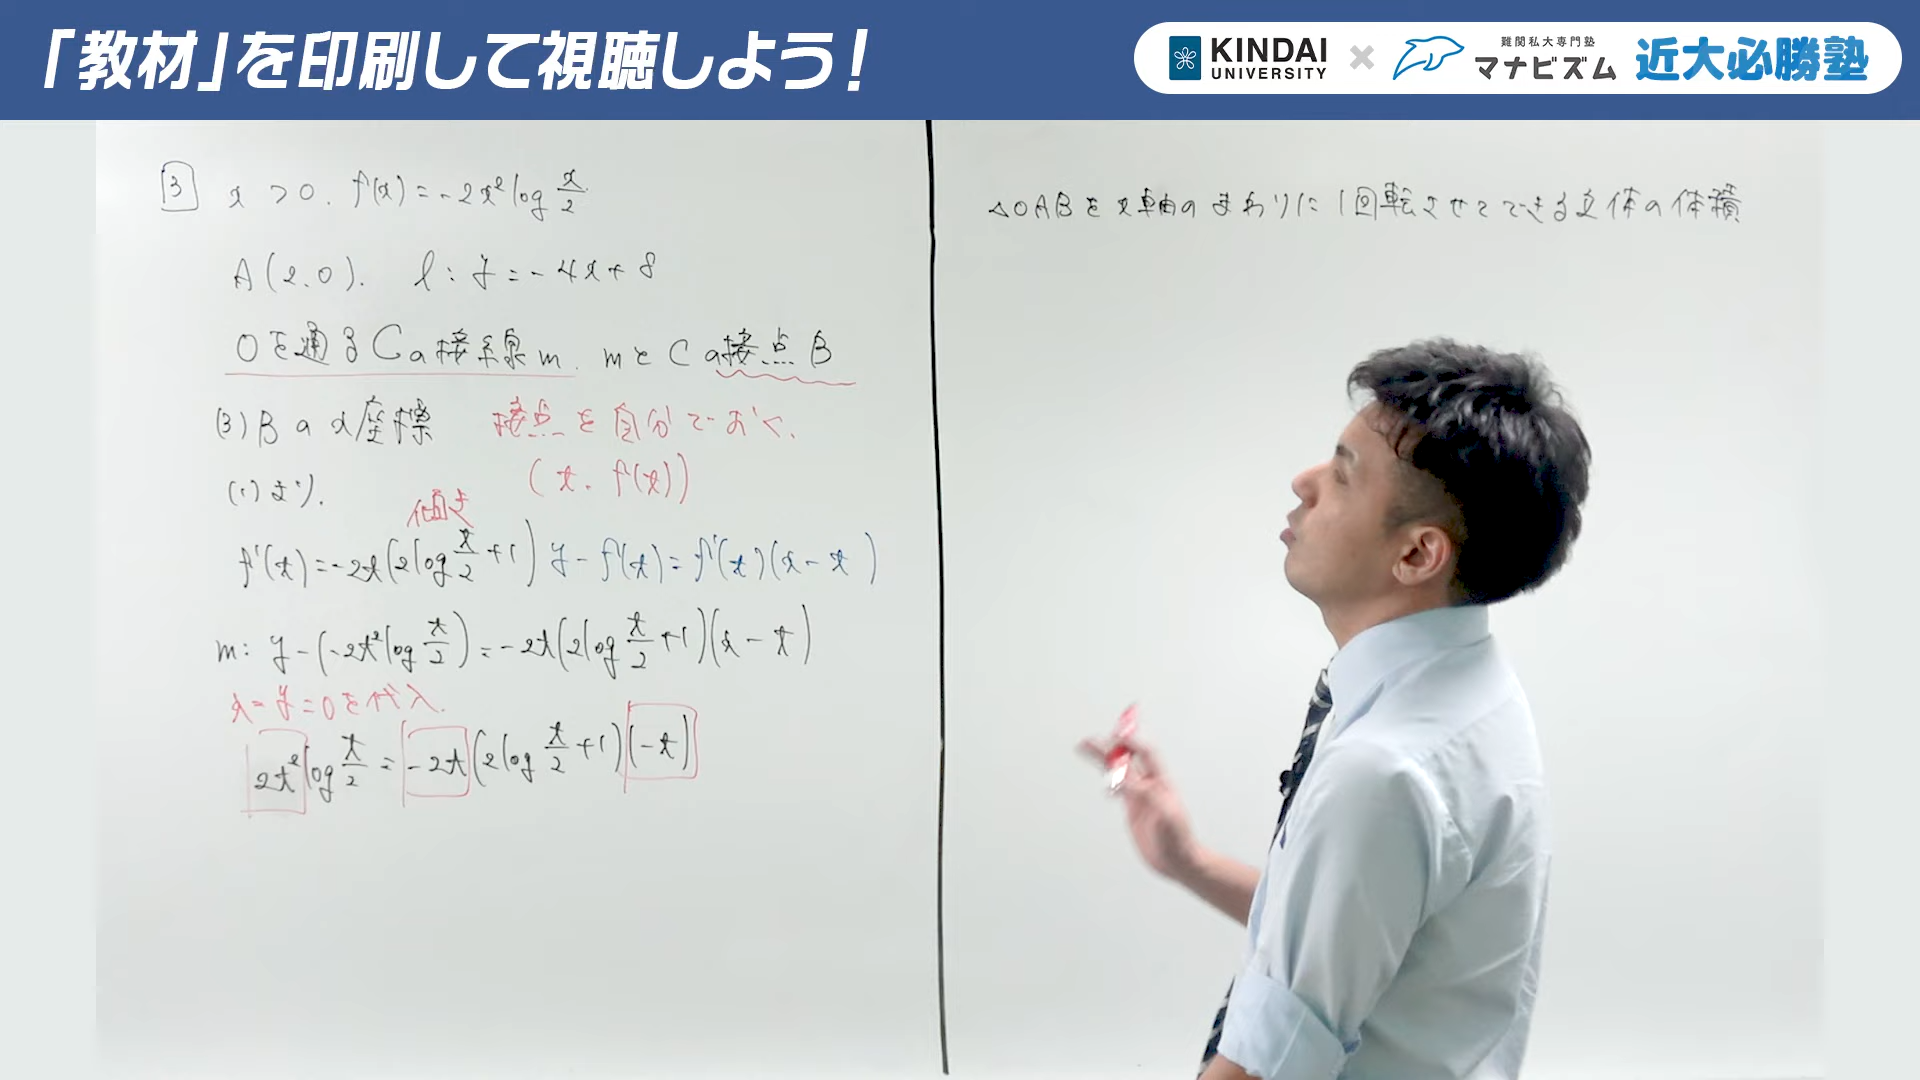 「教材」を印刷して視聴しよう!
KINDAI UNIVERSITY × 難関私大専門塾 マナビズム 近大必勝塾
3 x > 0. f(x) = -2x² log x/2
A(2,0). l: y = -4x + 8
Oを通るCの接線m. mとCの接点B
(3) Bのx座標 接点を自分でおく.
(t, f(t))
(1)より.
傾き
f'(t) = -2t(2log t/2 + 1) y - f(t) = f'(t)(x - t)
m: y - (-2t² log t/2) = -2t(2log t/2 + 1)(x - t)
x = y = 0を代入.
2t² log t/2 = -2t(2log t/2 + 1)(-t)
△OABをx軸のまわりに1回転させてできる立体の体積